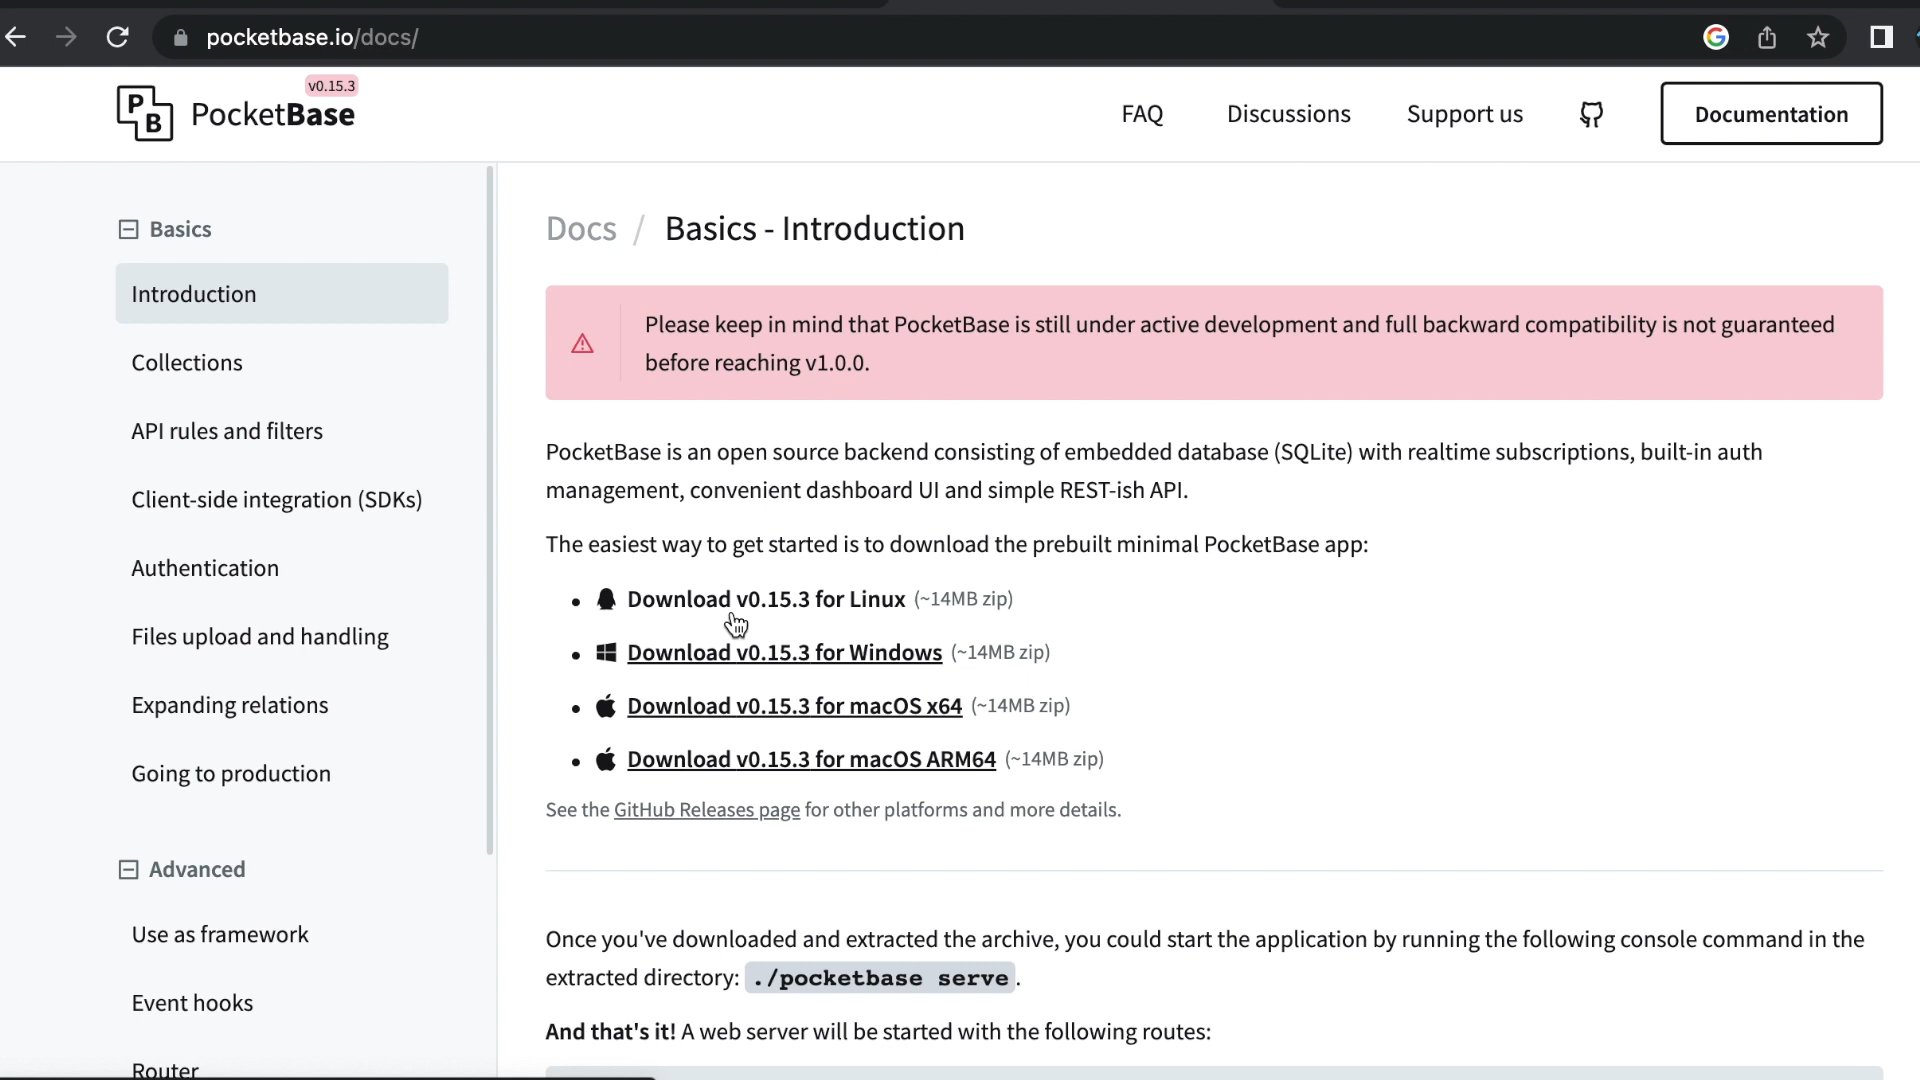 pocketbase.io/docs/
v0.15.3
PB PocketBase
FAQ
Discussions
Support us
Documentation
Basics
Introduction
Collections
API rules and filters
Client-side integration (SDKs)
Authentication
Files upload and handling
Expanding relations
Going to production
Advanced
Use as framework
Event hooks
Router
Docs / Basics - Introduction
Please keep in mind that PocketBase is still under active development and full backward compatibility is not guaranteed
before reaching v1.0.0.
PocketBase is an open source backend consisting of embedded database (SQLite) with realtime subscriptions, built-in auth
management, convenient dashboard UI and simple REST-ish API.
The easiest way to get started is to download the prebuilt minimal PocketBase app:
• Download v0.15.3 for Linux (~14MB zip)
• Download v0.15.3 for Windows (~14MB zip)
• Download v0.15.3 for macOS x64 (~14MB zip)
• Download v0.15.3 for macOS ARM64 (~14MB zip)
See the GitHub Releases page for other platforms and more details.
Once you've downloaded and extracted the archive, you could start the application by running the following console command in the
extracted directory: ./pocketbase serve.
And that's it! A web server will be started with the following routes: